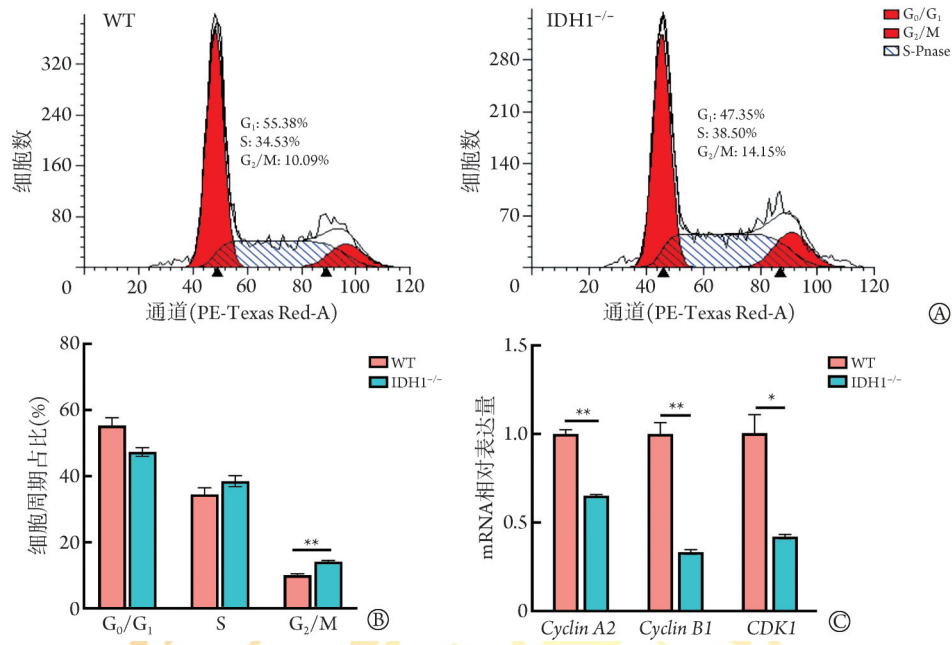 WT
320
240
160
80
0
细胞数
G₁: 55.38%
S: 34.53%
G₂/M: 10.09%
0 20 40 60 80 100 120
通道(PE-Texas Red-A)
IDH1⁻/⁻
280
210
140
70
0
细胞数
G₁: 47.35%
S: 38.50%
G₂/M: 14.15%
0 20 40 60 80 100 120
通道(PE-Texas Red-A)
G₀/G₁
G₂/M
S-Pnase
Ⓐ
80
60
40
20
0
细胞周期占比(%)
WT
IDH1⁻/⁻
**
G₀/G₁ S G₂/M
Ⓑ
1.5
1.0
0.5
0.0
mRNA相对表达量
WT
IDH1⁻/⁻
** ** *
Cyclin A2 Cyclin B1 CDK1
Ⓒ